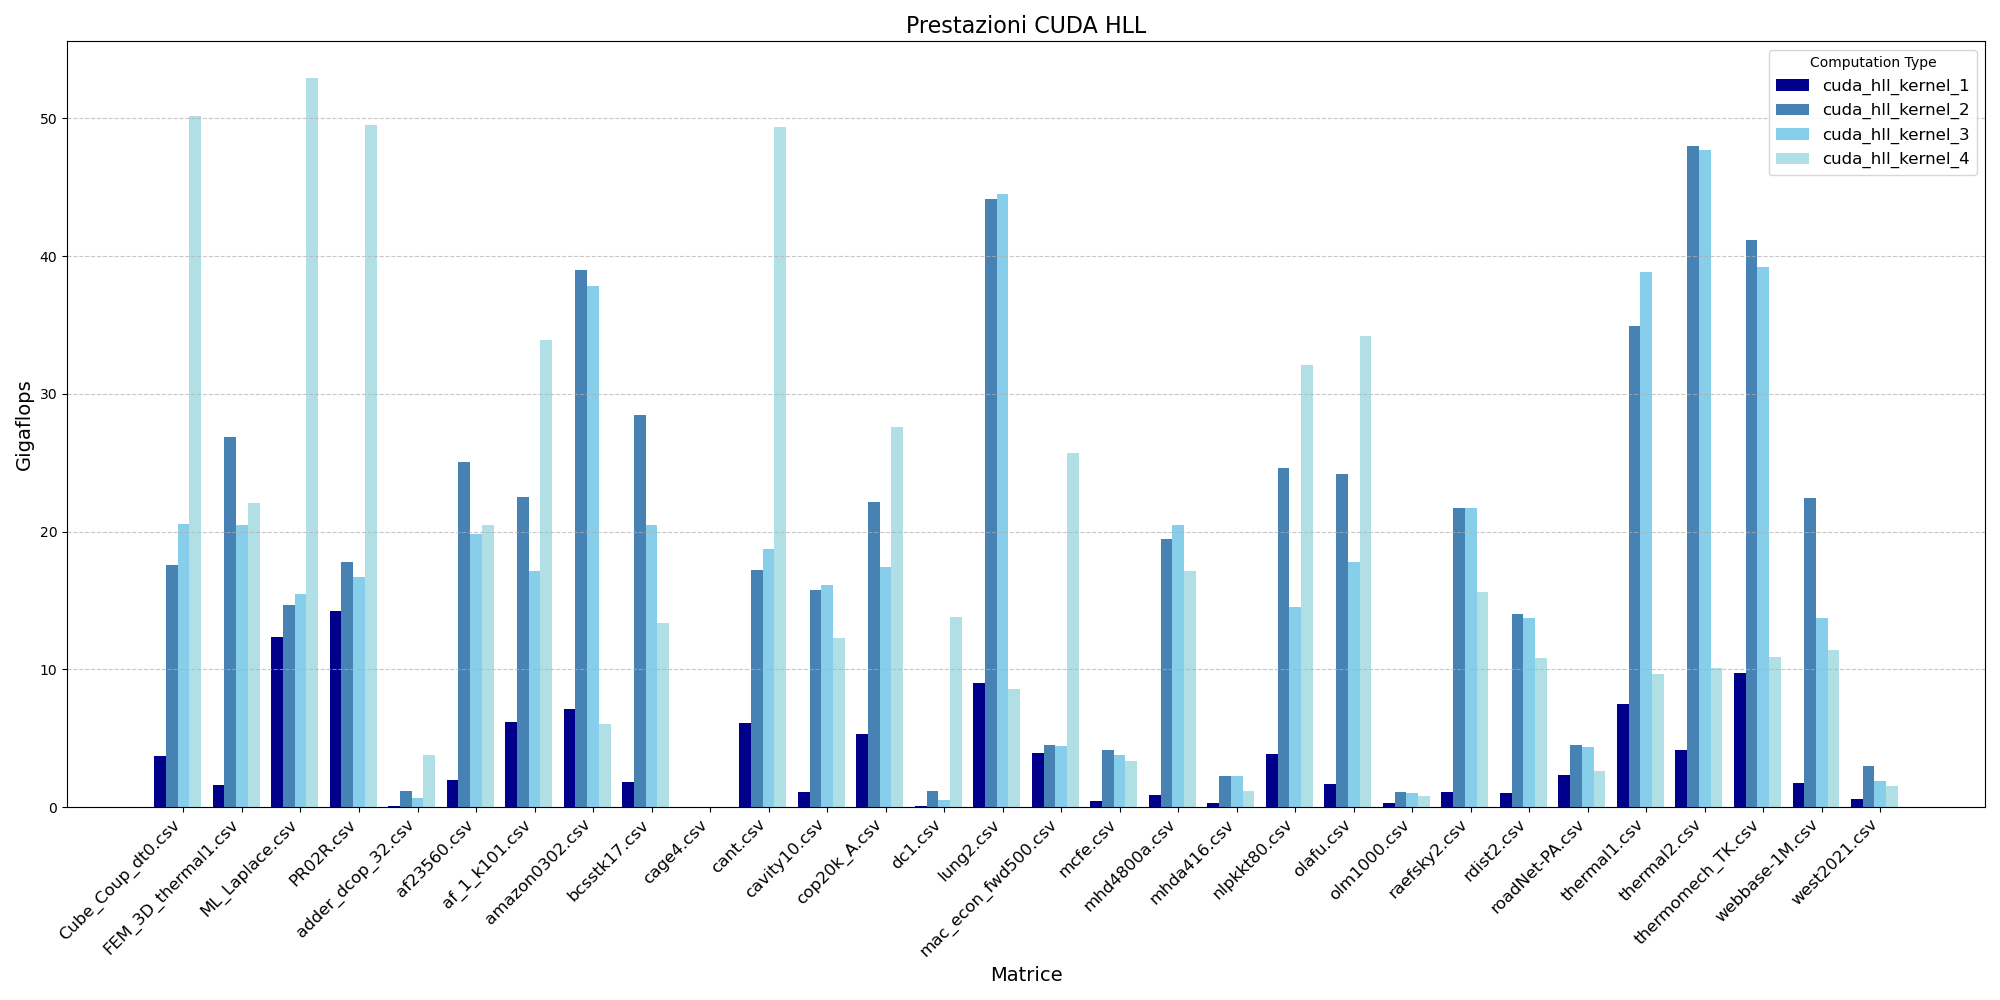 Prestazioni CUDA HLL
Computation Type
cuda_hll_kernel_1
cuda_hll_kernel_2
cuda_hll_kernel_3
cuda_hll_kernel_4
Gigaflops
50
40
30
20
10
0
Cube_Coup_dt0.csv
FEM_3D_thermal1.csv
ML_Laplace.csv
PR02R.csv
adder_dcop_32.csv
af23560.csv
af_1_k101.csv
amazon0302.csv
bcsstk17.csv
cage4.csv
cant.csv
cavity10.csv
cop20k_A.csv
dc1.csv
lung2.csv
mac_econ_fwd500.csv
mcfe.csv
mhd4800a.csv
mhda416.csv
nlpkkt80.csv
olafu.csv
olm1000.csv
raefsky2.csv
rdist2.csv
roadNet-PA.csv
thermal1.csv
thermal2.csv
thermomech_TK.csv
webbase-1M.csv
west2021.csv
Matrice